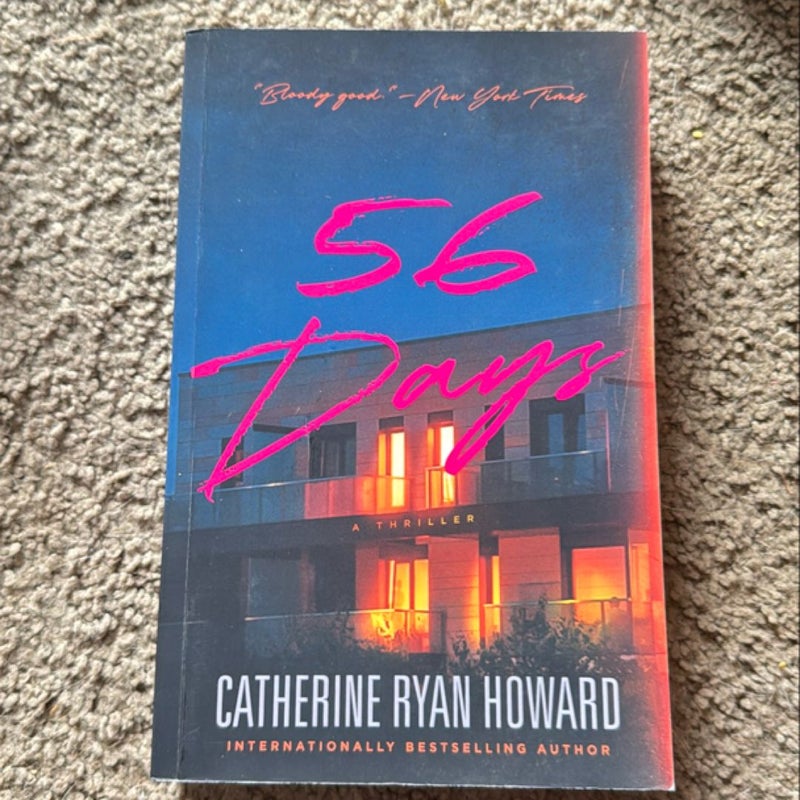 "Bloody good." —New York Times
56
Days
A THRILLER
CATHERINE RYAN HOWARD
INTERNATIONALLY BESTSELLING AUTHOR